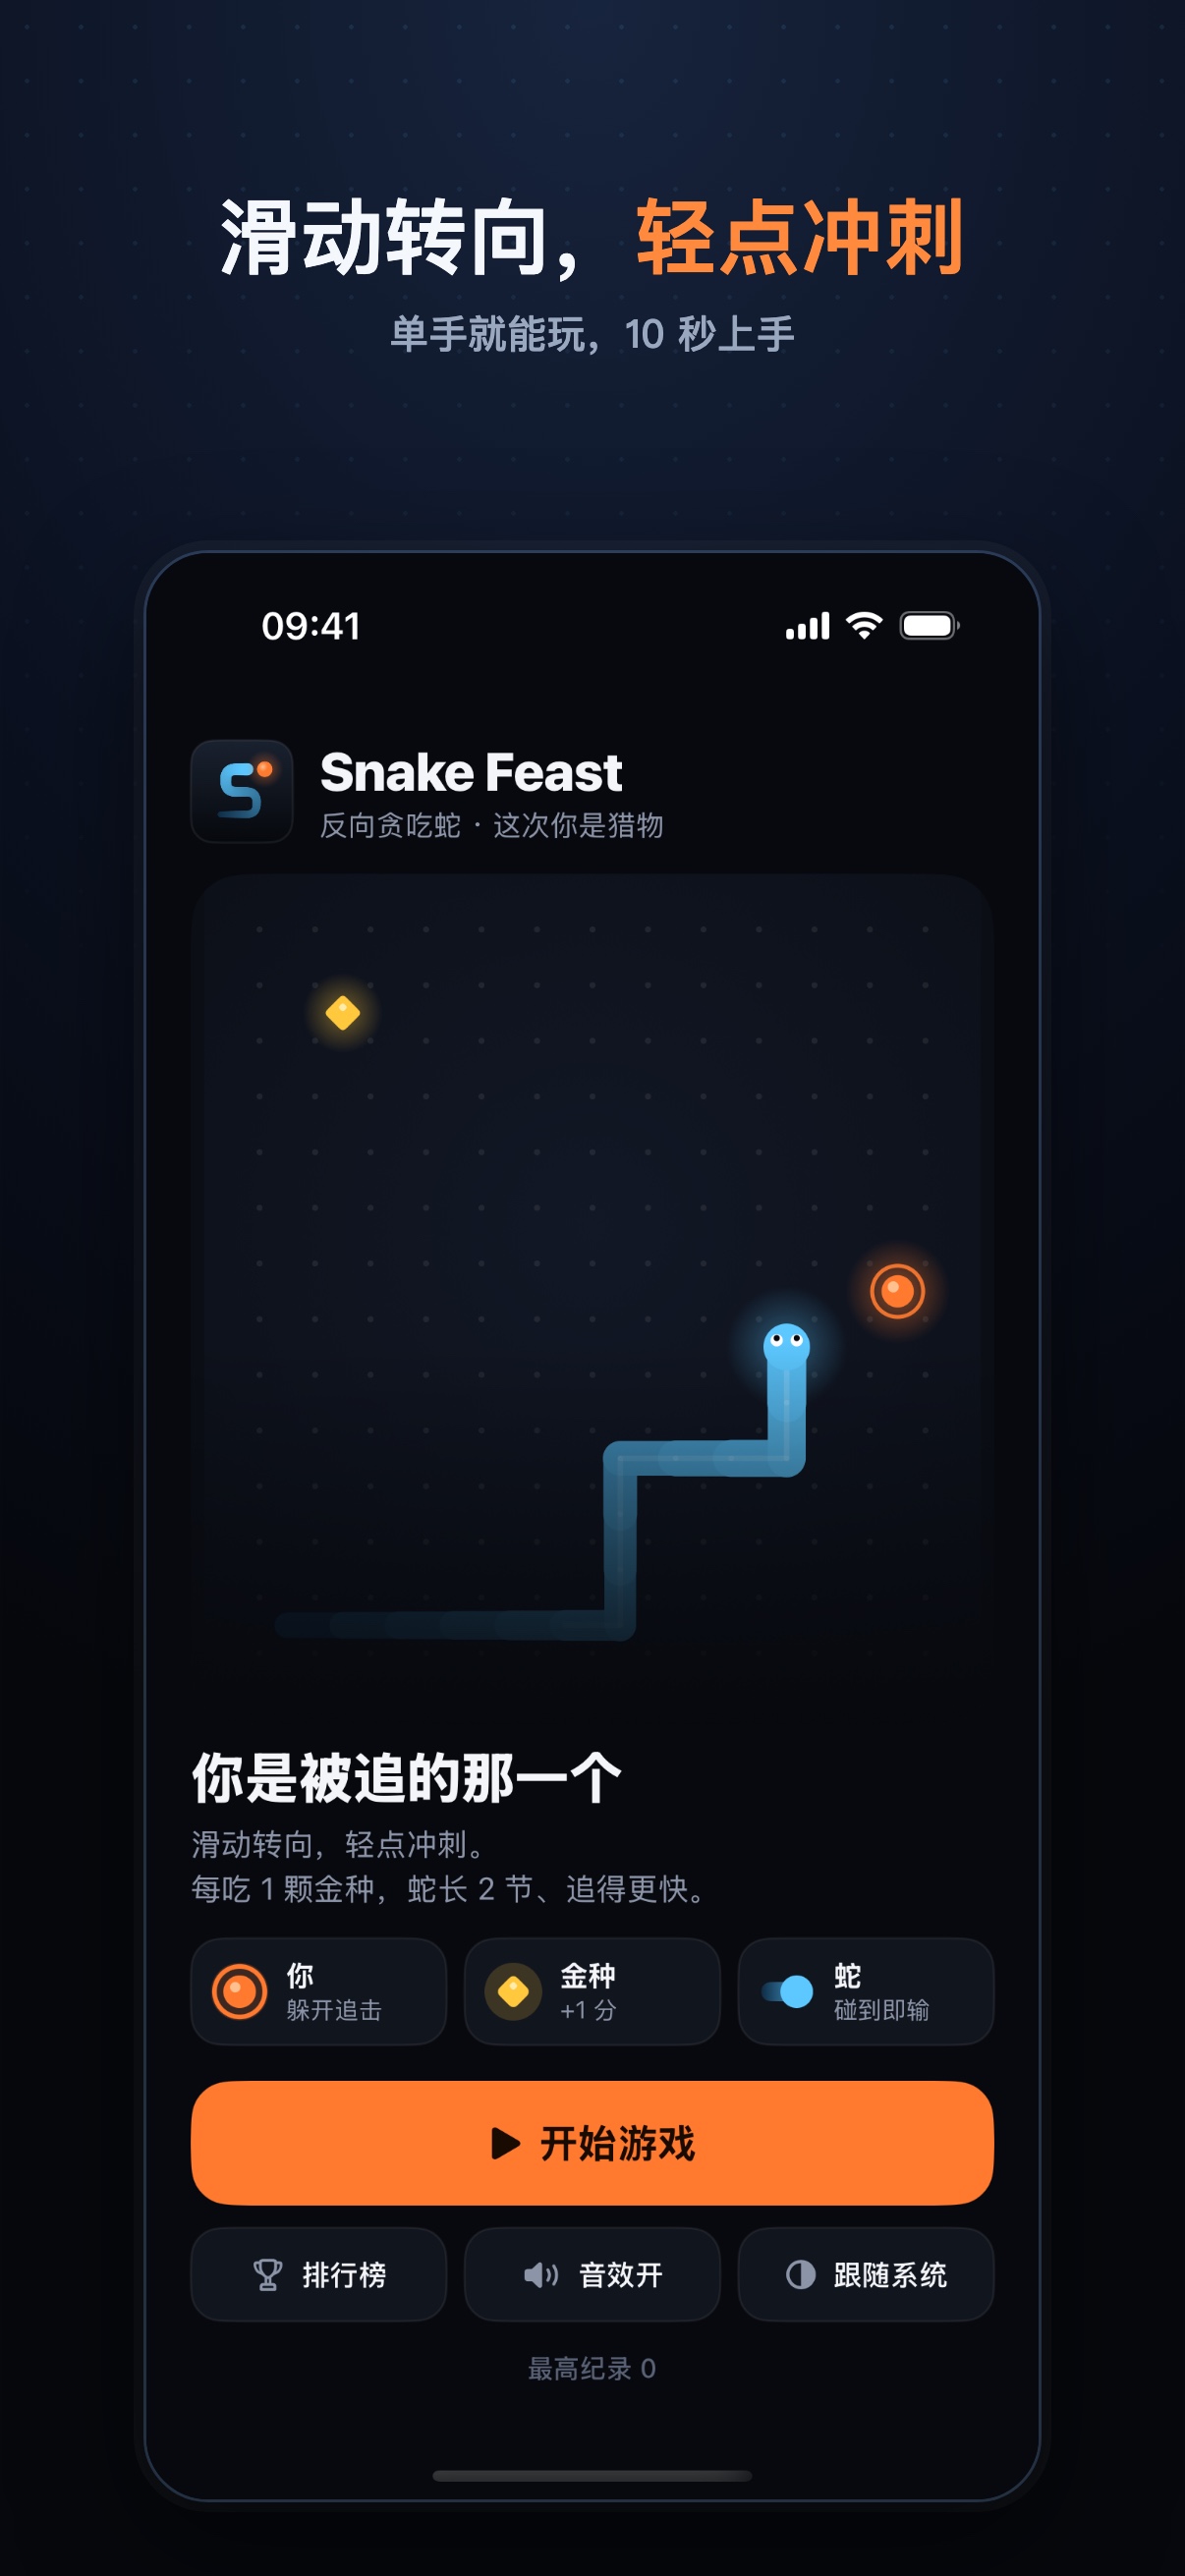 滑动转向，轻点冲刺
单手就能玩，10 秒上手
09:41
Snake Feast
反向贪吃蛇 · 这次你是猎物
你是被追的那一个
滑动转向，轻点冲刺。
每吃 1 颗金种，蛇长 2 节、追得更快。
你
躲开追击
金种
+1 分
蛇
碰到即输
开始游戏
排行榜
音效开
跟随系统
最高纪录 0